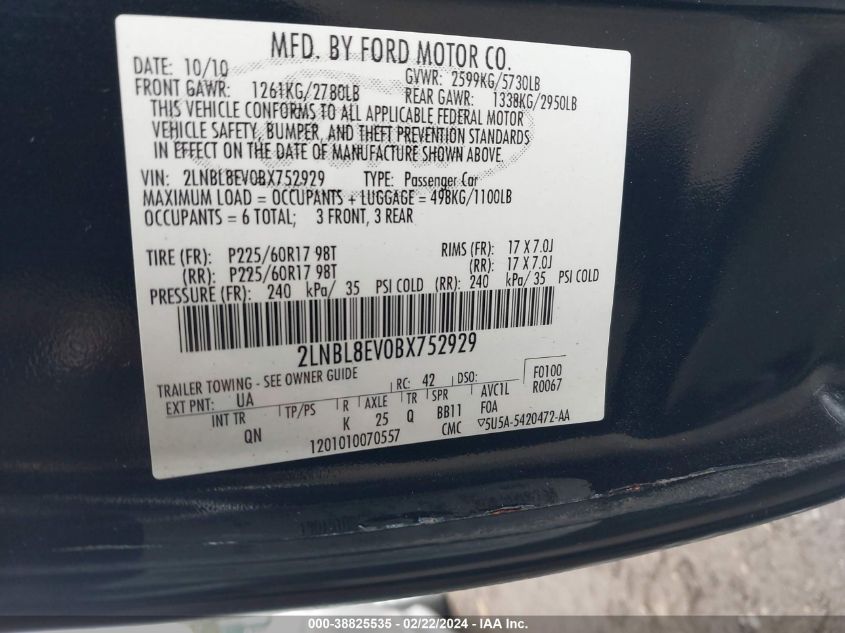 MFD. BY FORD MOTOR CO.
DATE: 10/10 GVWR: 2599KG/5730LB
FRONT GAWR: 1261KG/2780LB REAR GAWR: 1338KG/2950LB
THIS VEHICLE CONFORMS TO ALL APPLICABLE FEDERAL MOTOR
VEHICLE SAFETY, BUMPER, AND THEFT PREVENTION STANDARDS
IN EFFECT ON THE DATE OF MANUFACTURE SHOWN ABOVE.
VIN: 2LNBL8EV0BX752929 TYPE: Passenger Car
MAXIMUM LOAD = OCCUPANTS + LUGGAGE = 498KG/1100LB
OCCUPANTS = 6 TOTAL; 3 FRONT, 3 REAR
TIRE (FR): P225/60R17 98T RIMS (FR): 17 X 7.0J
(RR): P225/60R17 98T (RR): 17 X 7.0J
PRESSURE (FR): 240 kPa/ 35 PSI COLD (RR): 240 kPa/ 35 PSI COLD
2LNBL8EV0BX752929
TRAILER TOWING - SEE OWNER GUIDE RC: 42 DSO: F0100
EXT PNT: UA AVC1L R0067
INT TR TP/PS R AXLE TR SPR FOA
QN K 25 Q BB11
1201010070557 CMC ▽5U5A-5420472-AA
000-38825535 - 02/22/2024 - IAA Inc.